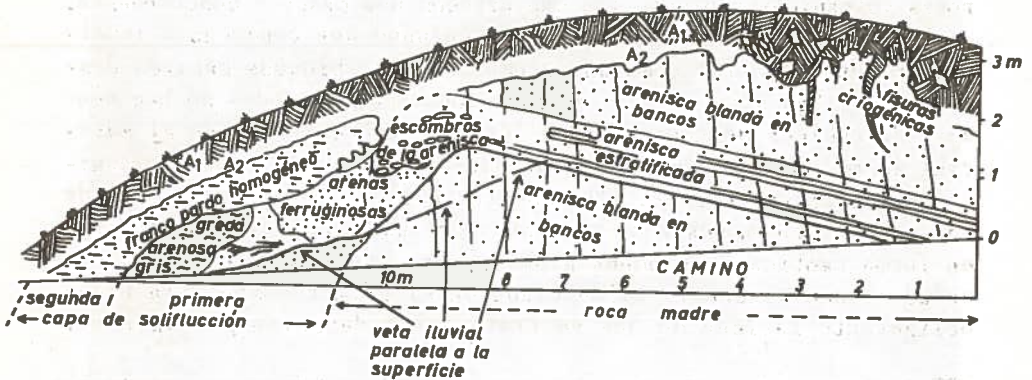 A1
A2
3 m
2
1
0
arenisca blanda en
bancos
fisuras
criogénicas
escombros
de la arenisca
arenisca
estratificada
A1
A2
homogéneo
franco pardo
arenas
ferruginosas
greda
arenosa
gris
arenisca blanda en
bancos
CAMINO
10m
8
7
6
5
4
3
2
1
segunda
primera
capa de soliflucción
roca madre
veta iluvial
paralela a la
superficie